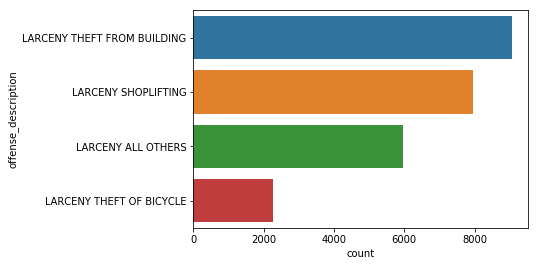 LARCENY THEFT FROM BUILDING
LARCENY SHOPLIFTING
LARCENY ALL OTHERS
LARCENY THEFT OF BICYCLE
offense_description
0 2000 4000 6000 8000
count